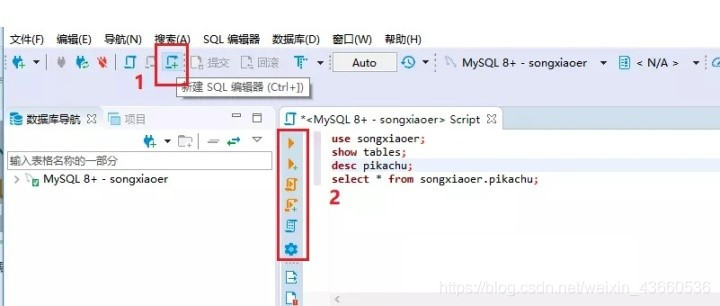 文件(F) 编辑(E) 导航(N) 搜索(A) SQL 编辑器 数据库(D) 窗口(W) 帮助(H)
提交 回滚 Auto MySQL 8+ - songxiaoer < N/A >
1
新建 SQL 编辑器 (Ctrl+])
数据库导航 项目
*<MySQL 8+ - songxiaoer> Script
输入表格名称的一部分
MySQL 8+ - songxiaoer
use songxiaoer;
show tables;
desc pikachu;
select * from songxiaoer.pikachu;
2
https://blog.csdn.net/weixin_43660536